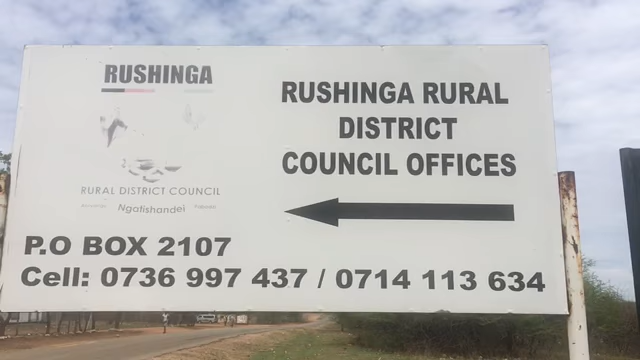 RUSHINGA
RURAL DISTRICT COUNCIL
Ngatishandei
RUSHINGA RURAL
DISTRICT
COUNCIL OFFICES
P.O BOX 2107
Cell: 0736 997 437 / 0714 113 634